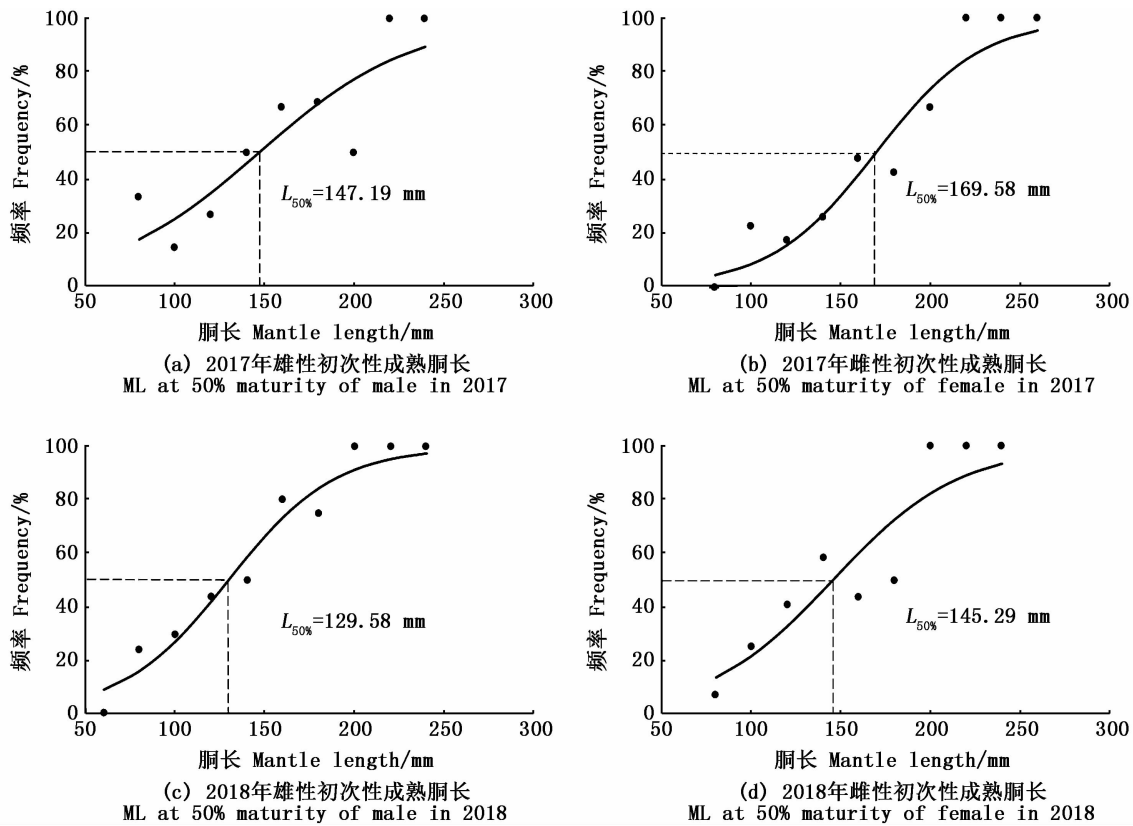 100
80
60
40
20
0
频率 Frequency/%
L50%=147.19 mm
50 100 150 200 250 300
胴长 Mantle length/mm
(a) 2017年雄性初次性成熟胴长
ML at 50% maturity of male in 2017
100
80
60
40
20
0
频率 Frequency/%
L50%=169.58 mm
50 100 150 200 250 300
胴长 Mantle length/mm
(b) 2017年雌性初次性成熟胴长
ML at 50% maturity of female in 2017
100
80
60
40
20
0
频率 Frequency/%
L50%=129.58 mm
50 100 150 200 250 300
胴长 Mantle length/mm
(c) 2018年雄性初次性成熟胴长
ML at 50% maturity of male in 2018
100
80
60
40
20
0
频率 Frequency/%
L50%=145.29 mm
50 100 150 200 250 300
胴长 Mantle length/mm
(d) 2018年雌性初次性成熟胴长
ML at 50% maturity of female in 2018